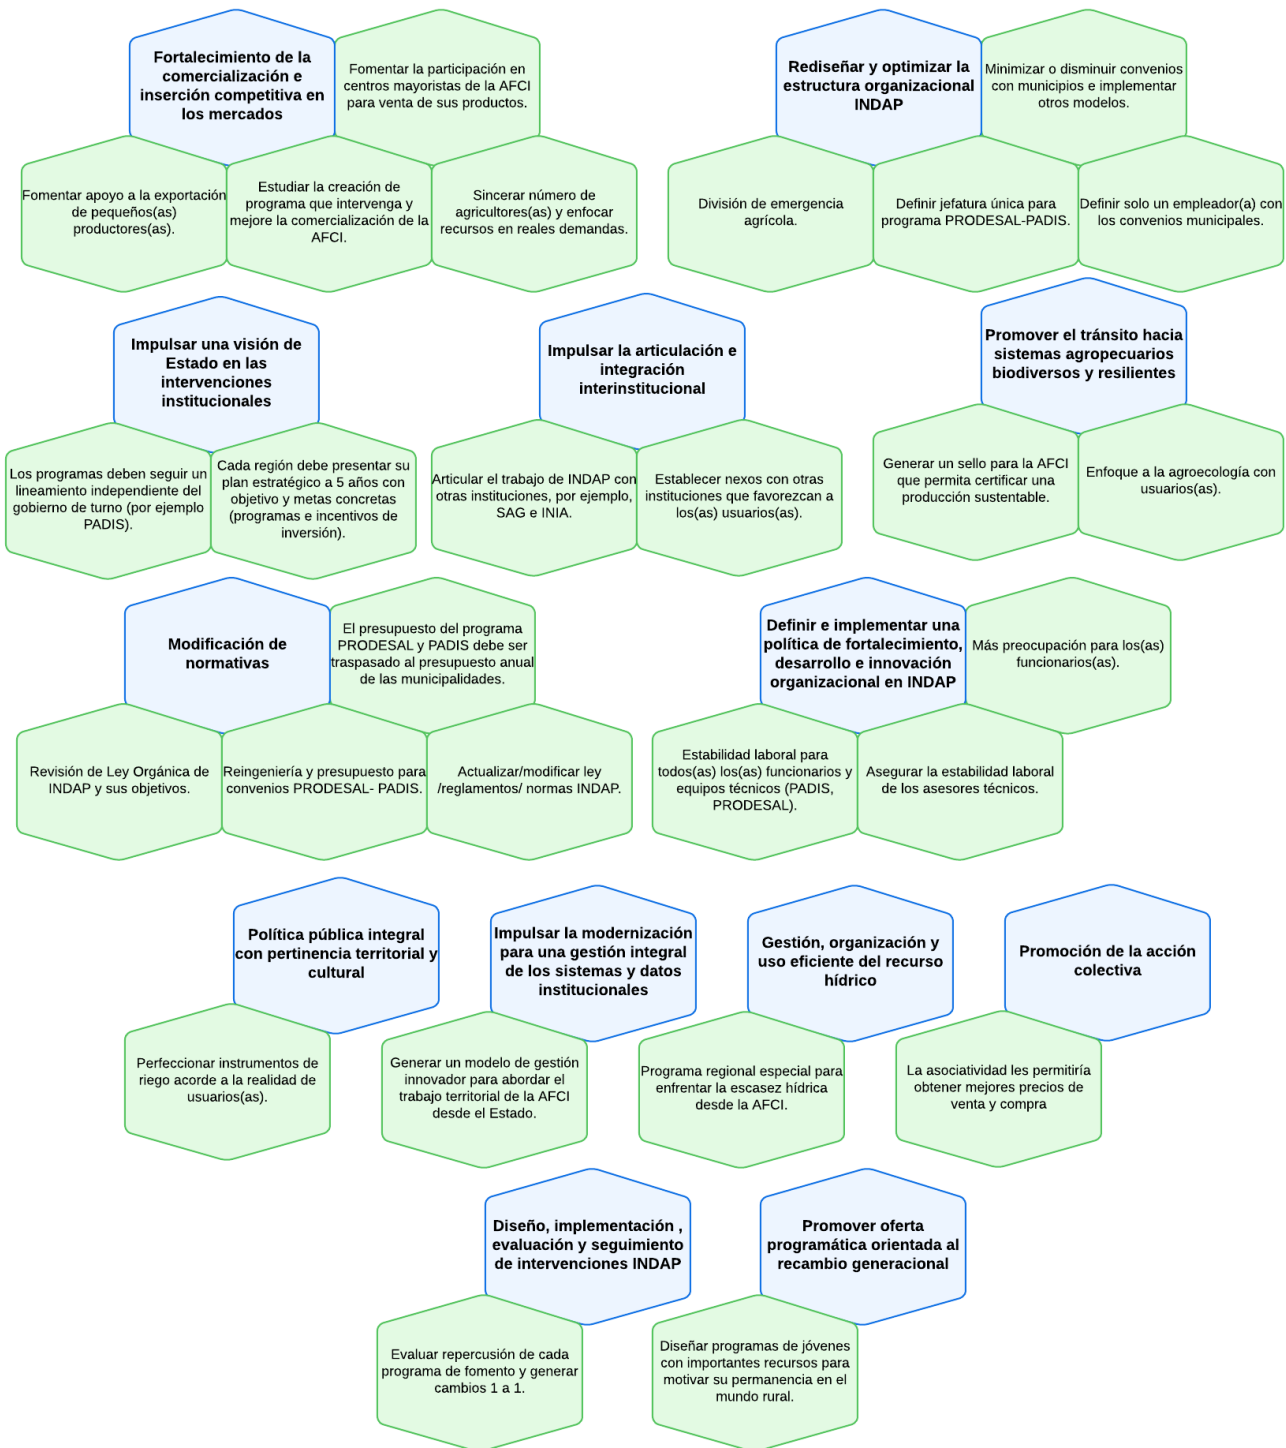 Fortalecimiento de la
comercialización e
inserción competitiva en
los mercados
Fomentar la participación en
centros mayoristas de la AFCI
para venta de sus productos.
Fomentar apoyo a la exportación
de pequeños(as)
productores(as).
Estudiar la creación de
programa que intervenga y
mejore la comercialización de la
AFCI.
Sincerar número de
agricultores(as) y enfocar
recursos en reales demandas.
Rediseñar y optimizar la
estructura organizacional
INDAP
Minimizar o disminuir convenios
con municipios e implementar
otros modelos.
División de emergencia
agrícola.
Definir jefatura única para
programa PRODESAL-PADIS.
Definir solo un empleador(a) con
los convenios municipales.
Impulsar una visión de
Estado en las
intervenciones
institucionales
Los programas deben seguir un
lineamiento independiente del
gobierno de turno (por ejemplo
PADIS).
Cada región debe presentar su
plan estratégico a 5 años con
objetivo y metas concretas
(programas e incentivos de
inversión).
Impulsar la articulación e
integración
interinstitucional
Articular el trabajo de INDAP con
otras instituciones, por ejemplo,
SAG e INIA.
Establecer nexos con otras
instituciones que favorezcan a
los(as) usuarios(as).
Promover el tránsito hacia
sistemas agropecuarios
biodiversos y resilientes
Generar un sello para la AFCI
que permita certificar una
producción sustentable.
Enfoque a la agroecología con
usuarios(as).
Modificación de
normativas
El presupuesto del programa
PRODESAL y PADIS debe ser
traspasado al presupuesto anual
de las municipalidades.
Revisión de Ley Orgánica de
INDAP y sus objetivos.
Reingeniería y presupuesto para
convenios PRODESAL- PADIS.
Actualizar/modificar ley
/reglamentos/ normas INDAP.
Definir e implementar una
política de fortalecimiento,
desarrollo e innovación
organizacional en INDAP
Más preocupación para los(as)
funcionarios(as).
Estabilidad laboral para
todos(as) los(as) funcionarios y
equipos técnicos (PADIS,
PRODESAL).
Asegurar la estabilidad laboral
de los asesores técnicos.
Política pública integral
con pertinencia territorial y
cultural
Perfeccionar instrumentos de
riego acorde a la realidad de
usuarios(as).
Impulsar la modernización
para una gestión integral
de los sistemas y datos
institucionales
Generar un modelo de gestión
innovador para abordar el
trabajo territorial de la AFCI
desde el Estado.
Gestión, organización y
uso eficiente del recurso
hídrico
Programa regional especial para
enfrentar la escasez hídrica
desde la AFCI.
Promoción de la acción
colectiva
La asociatividad les permitiría
obtener mejores precios de
venta y compra
Diseño, implementación ,
evaluación y seguimiento
de intervenciones INDAP
Evaluar repercusión de cada
programa de fomento y generar
cambios 1 a 1.
Promover oferta
programática orientada al
recambio generacional
Diseñar programas de jóvenes
con importantes recursos para
motivar su permanencia en el
mundo rural.